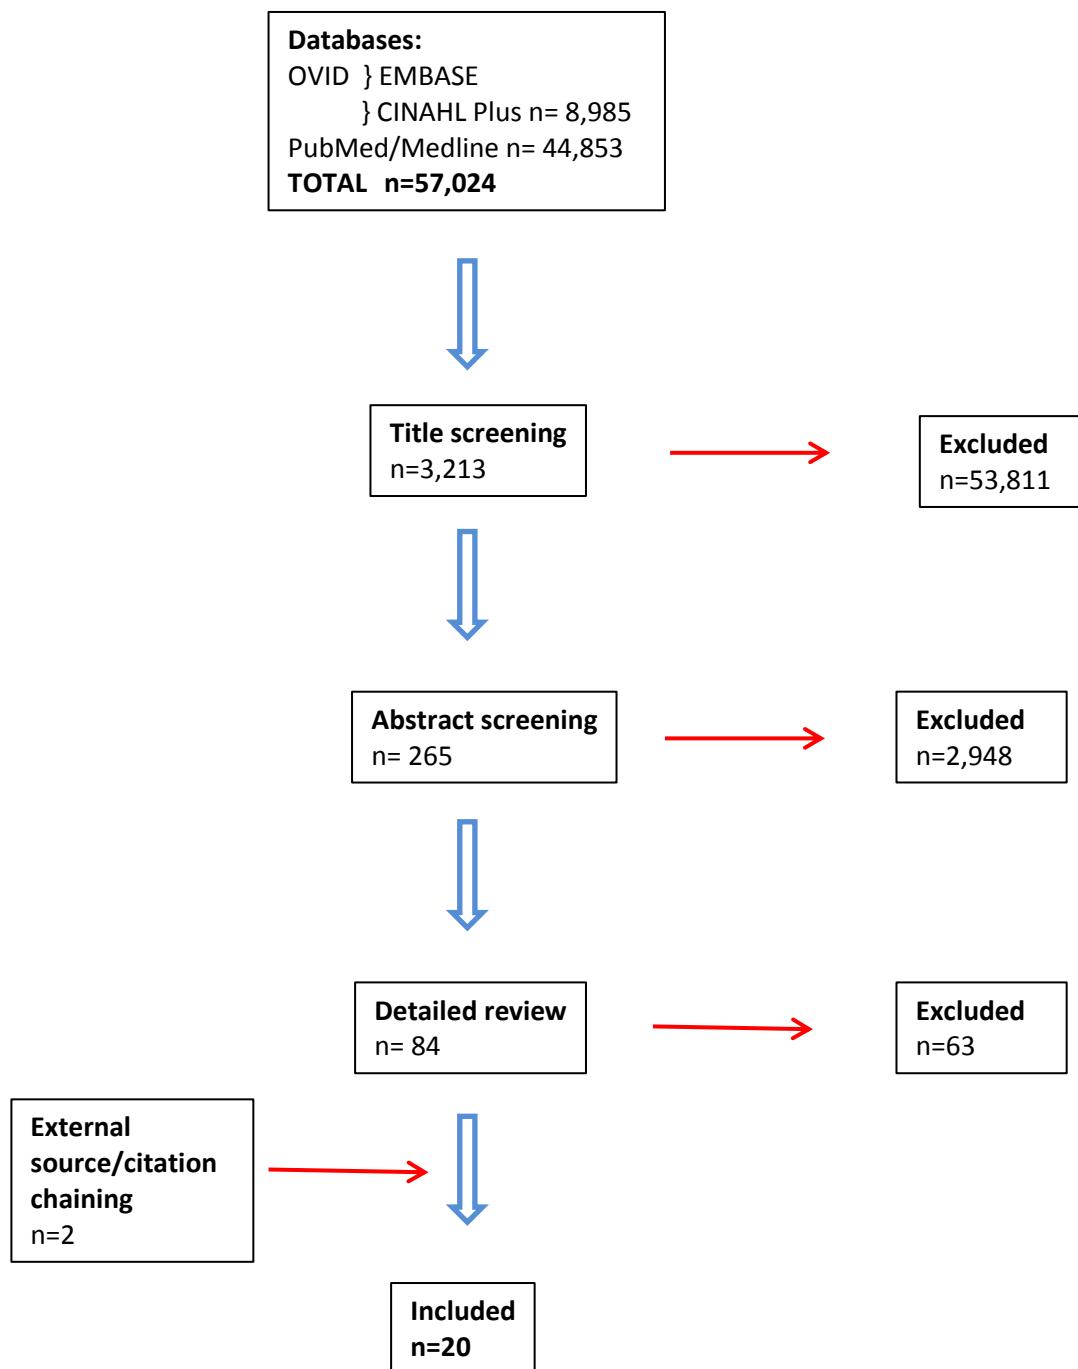 Databases:
OVID } EMBASE
} CINAHL Plus n= 8,985
PubMed/Medline n= 44,853
TOTAL n=57,024
Title screening
n=3,213
Excluded
n=53,811
Abstract screening
n= 265
Excluded
n=2,948
Detailed review
n= 84
Excluded
n=63
External
source/citation
chaining
n=2
Included
n=20